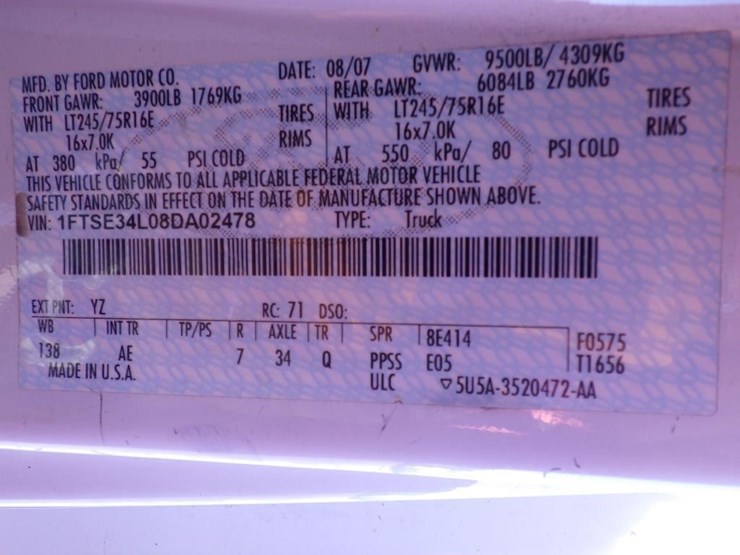 MFD. BY FORD MOTOR CO. DATE: 08/07 GVWR: 9500LB/ 4309KG
FRONT GAWR: 3900LB 1769KG REAR GAWR: 6084LB 2760KG
WITH LT245/75R16E TIRES WITH LT245/75R16E TIRES
16x7.0K RIMS 16x7.0K RIMS
AT 380 kPa/ 55 PSI COLD AT 550 kPa/ 80 PSI COLD
THIS VEHICLE CONFORMS TO ALL APPLICABLE FEDERAL MOTOR VEHICLE
SAFETY STANDARDS IN EFFECT ON THE DATE OF MANUFACTURE SHOWN ABOVE.
VIN: 1FTSE34L08DA02478 TYPE: Truck
EXT PNT: YZ RC: 71 DSO:
WB INT TR TP/PS R AXLE TR SPR 8E414 F0575
138 AE 7 34 Q PPSS E05 T1656
MADE IN U.S.A. ULC ▽5U5A-3520472-AA